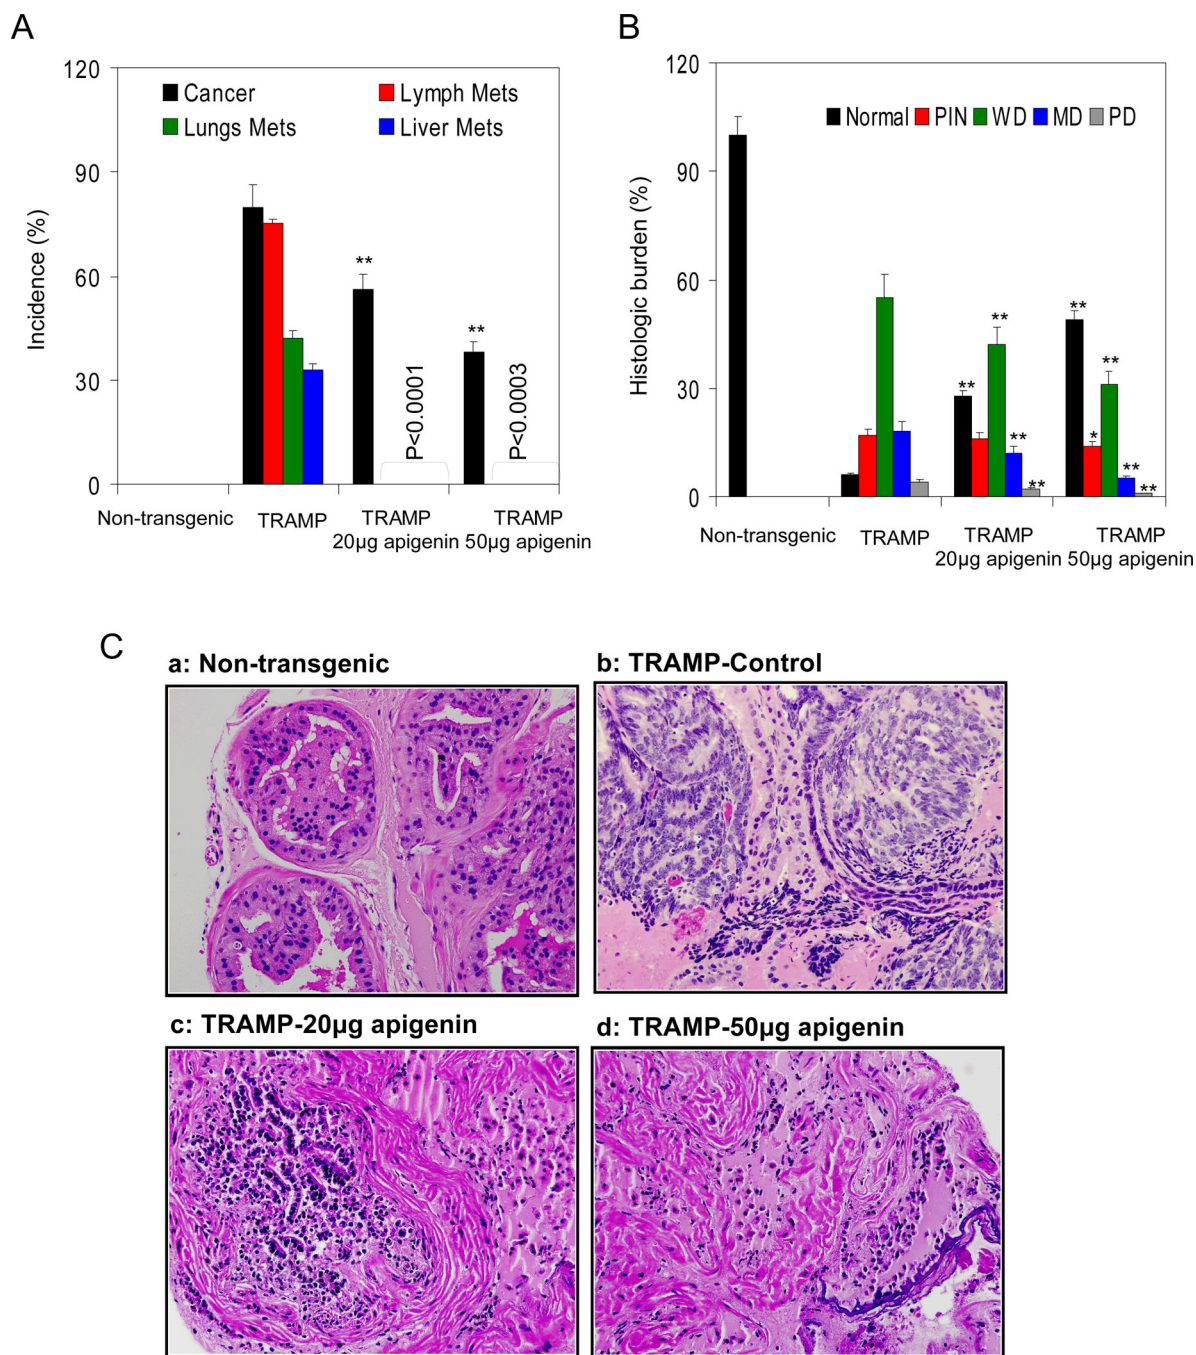 A
Incidence (%)
120
90
60
30
0
Cancer
Lymph Mets
Lungs Mets
Liver Mets
**
**
P<0.0001
P<0.0003
Non-transgenic
TRAMP
TRAMP
20µg apigenin
TRAMP
50µg apigenin
B
Histologic burden (%)
120
90
60
30
0
Normal PIN WD MD PD
**
**
**
**
**
*
**
**
**
Non-transgenic
TRAMP
TRAMP
20µg apigenin
TRAMP
50µg apigenin
C
a: Non-transgenic
b: TRAMP-Control
c: TRAMP-20µg apigenin
d: TRAMP-50µg apigenin